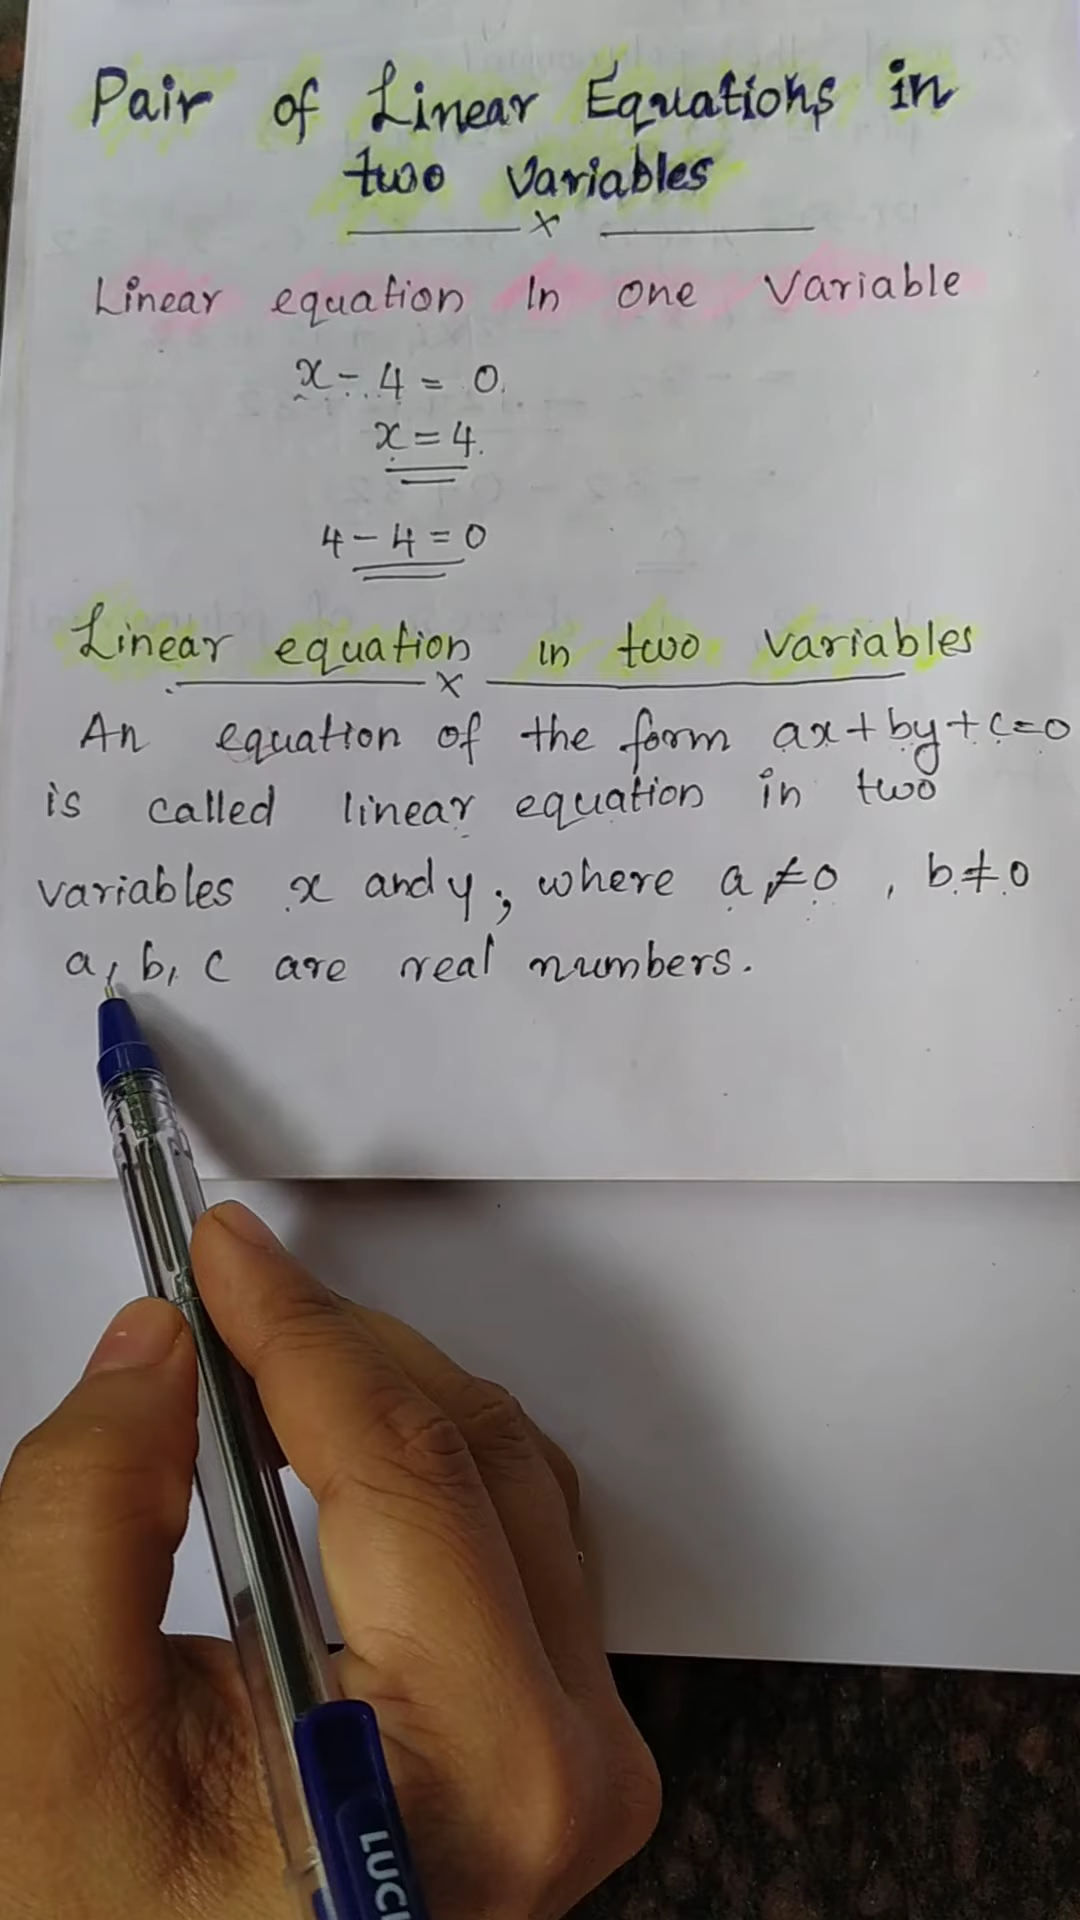 Pair of Linear Equations in
two Variables
x
Linear equation In one Variable
x - 4 = 0.
x = 4.
4 - 4 = 0
Linear equation in two variables
x
An equation of the form ax+by+c=0
is called linear equation in two
variables x and y, where a ≠ 0 , b ≠ 0
a, b, c are real numbers.
LUCI